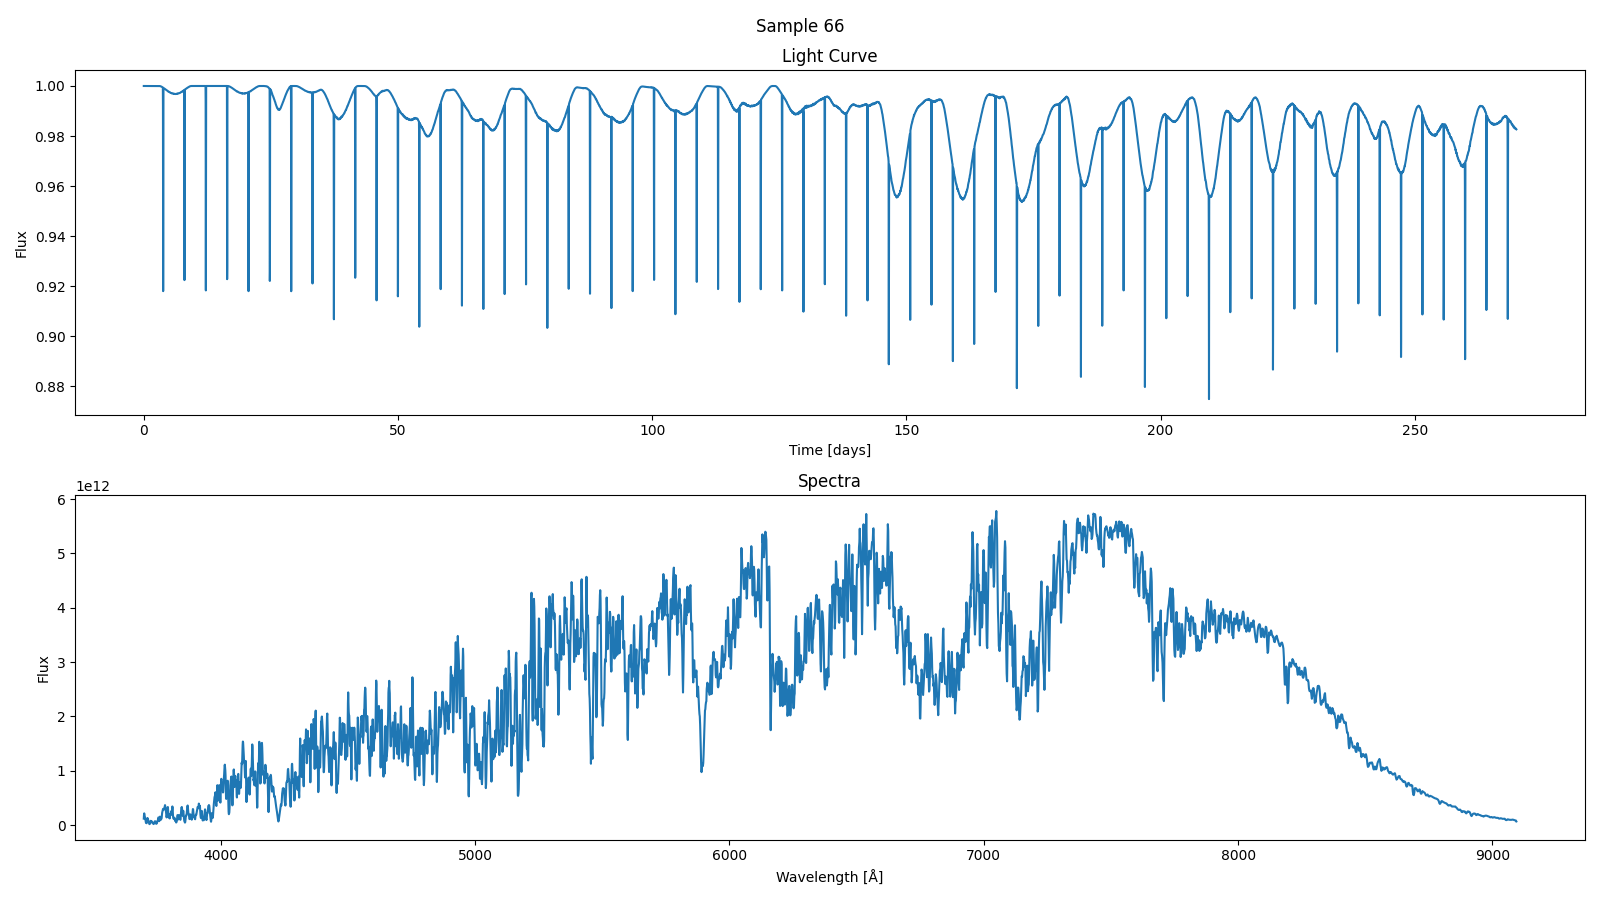 Sample 66
Light Curve
1.00
0.98
0.96
0.94
0.92
0.90
0.88
Flux
0 50 100 150 200 250
Time [days]
Spectra
1e12
6
5
4
3
2
1
0
Flux
4000 5000 6000 7000 8000 9000
Wavelength [Å]